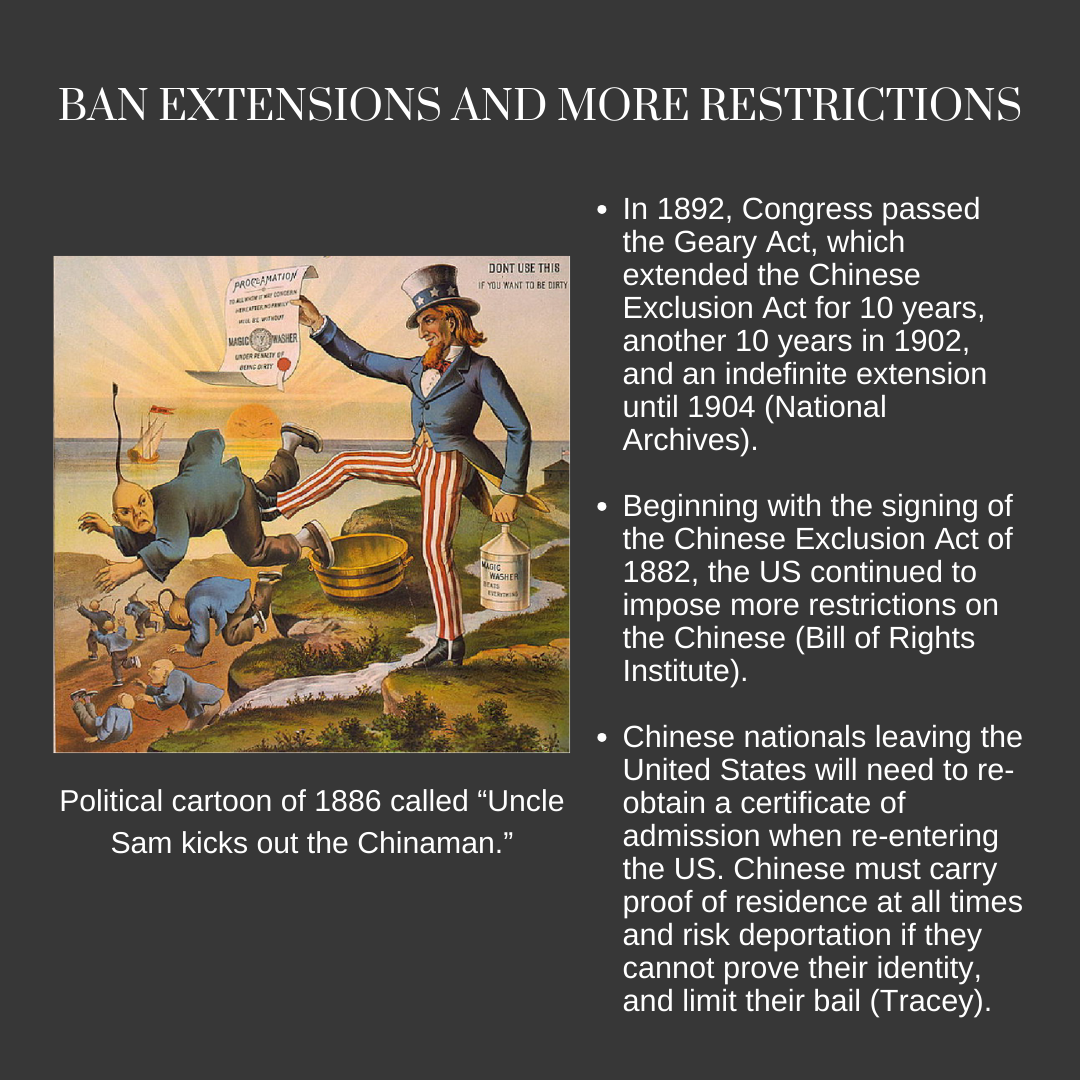 BAN EXTENSIONS AND MORE RESTRICTIONS
PROCLAMATION
TO ALL WHOM IT MAY CONCERN
HEREAFTER, NO FAMILY
WILL BE WITHOUT
MAGIC WASHER
UNDER PENALTY OF
BEING DIRTY
DONT USE THIS
IF YOU WANT TO BE DIRTY
MAGIC
WASHER
EVERYTHING
Political cartoon of 1886 called “Uncle
Sam kicks out the Chinaman.”
• In 1892, Congress passed
the Geary Act, which
extended the Chinese
Exclusion Act for 10 years,
another 10 years in 1902,
and an indefinite extension
until 1904 (National
Archives).
• Beginning with the signing of
the Chinese Exclusion Act of
1882, the US continued to
impose more restrictions on
the Chinese (Bill of Rights
Institute).
• Chinese nationals leaving the
United States will need to re-
obtain a certificate of
admission when re-entering
the US. Chinese must carry
proof of residence at all times
and risk deportation if they
cannot prove their identity,
and limit their bail (Tracey).